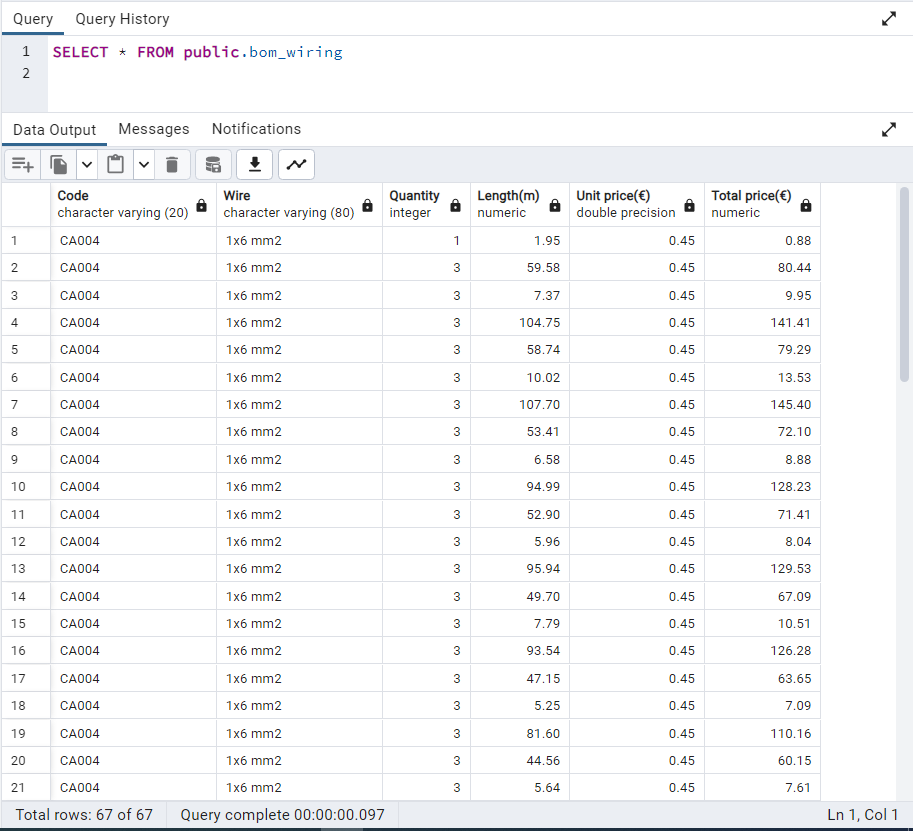 Query Query History
1 SELECT * FROM public.bom_wiring
2
Data Output Messages Notifications
Code Wire Quantity Length(m) Unit price(€) Total price(€)
character varying (20) character varying (80) integer numeric double precision numeric
1 CA004 1x6 mm2 1 1.95 0.45 0.88
2 CA004 1x6 mm2 3 59.58 0.45 80.44
3 CA004 1x6 mm2 3 7.37 0.45 9.95
4 CA004 1x6 mm2 3 104.75 0.45 141.41
5 CA004 1x6 mm2 3 58.74 0.45 79.29
6 CA004 1x6 mm2 3 10.02 0.45 13.53
7 CA004 1x6 mm2 3 107.70 0.45 145.40
8 CA004 1x6 mm2 3 53.41 0.45 72.10
9 CA004 1x6 mm2 3 6.58 0.45 8.88
10 CA004 1x6 mm2 3 94.99 0.45 128.23
11 CA004 1x6 mm2 3 52.90 0.45 71.41
12 CA004 1x6 mm2 3 5.96 0.45 8.04
13 CA004 1x6 mm2 3 95.94 0.45 129.53
14 CA004 1x6 mm2 3 49.70 0.45 67.09
15 CA004 1x6 mm2 3 7.79 0.45 10.51
16 CA004 1x6 mm2 3 93.54 0.45 126.28
17 CA004 1x6 mm2 3 47.15 0.45 63.65
18 CA004 1x6 mm2 3 5.25 0.45 7.09
19 CA004 1x6 mm2 3 81.60 0.45 110.16
20 CA004 1x6 mm2 3 44.56 0.45 60.15
21 CA004 1x6 mm2 3 5.64 0.45 7.61
Total rows: 67 of 67 Query complete 00:00:00.097 Ln 1, Col 1